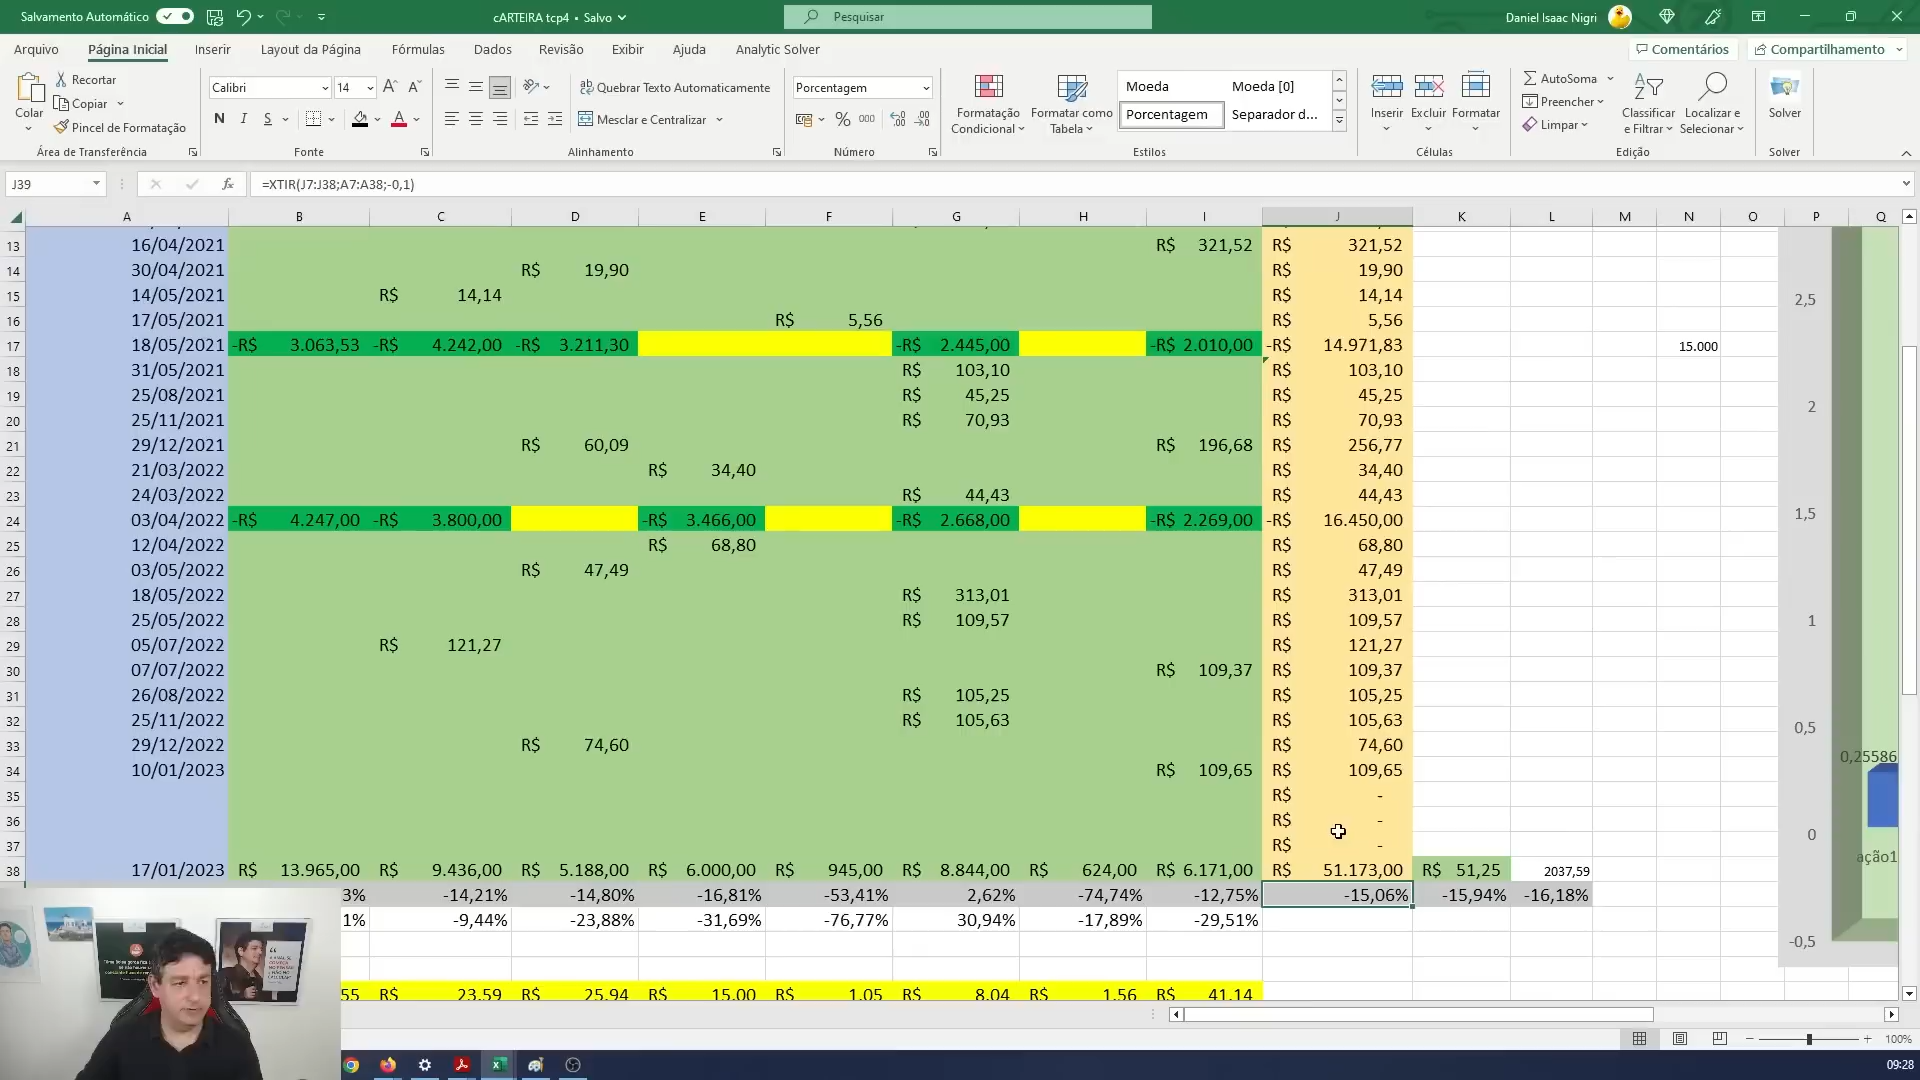 Salvamento Automático
cARTEIRA tcp4 • Salvo
Pesquisar
Daniel Isaac Nigri
Arquivo Página Inicial Inserir Layout da Página Fórmulas Dados Revisão Exibir Ajuda Analytic Solver
Comentários Compartilhamento
Colar
Recortar
Copiar
Pincel de Formatação
Área de Transferência
Calibri 14
N I S
Fonte
Quebrar Texto Automaticamente
Mesclar e Centralizar
Alinhamento
Porcentagem
% 000
Número
Formatação Condicional
Formatar como Tabela
Moeda Moeda [0]
Porcentagem Separador d...
Estilos
Inserir Excluir Formatar
Células
AutoSoma
Preencher
Limpar
Classificar e Filtrar
Localizar e Selecionar
Edição
Solver
Solver
J39 fx =XTIR(J7:J38;A7:A38;-0,1)
A B C D E F G H I J K L M N O P Q
13 16/04/2021 R$ 321,52 R$ 321,52
14 30/04/2021 R$ 19,90 R$ 19,90
15 14/05/2021 R$ 14,14 R$ 14,14
16 17/05/2021 R$ 5,56 R$ 5,56
17 18/05/2021 -R$ 3.063,53 -R$ 4.242,00 -R$ 3.211,30 -R$ 2.445,00 -R$ 2.010,00 -R$ 14.971,83 15.000
18 31/05/2021 R$ 103,10 R$ 103,10
19 25/08/2021 R$ 45,25 R$ 45,25
20 25/11/2021 R$ 70,93 R$ 70,93
21 29/12/2021 R$ 60,09 R$ 196,68 R$ 256,77
22 21/03/2022 R$ 34,40 R$ 34,40
23 24/03/2022 R$ 44,43 R$ 44,43
24 03/04/2022 -R$ 4.247,00 -R$ 3.800,00 -R$ 3.466,00 -R$ 2.668,00 -R$ 2.269,00 -R$ 16.450,00
25 12/04/2022 R$ 68,80 R$ 68,80
26 03/05/2022 R$ 47,49 R$ 47,49
27 18/05/2022 R$ 313,01 R$ 313,01
28 25/05/2022 R$ 109,57 R$ 109,57
29 05/07/2022 R$ 121,27 R$ 121,27
30 07/07/2022 R$ 109,37 R$ 109,37
31 26/08/2022 R$ 105,25 R$ 105,25
32 25/11/2022 R$ 105,63 R$ 105,63
33 29/12/2022 R$ 74,60 R$ 74,60
34 10/01/2023 R$ 109,65 R$ 109,65
35 R$ -
36 R$ -
37 R$ -
38 17/01/2023 R$ 13.965,00 R$ 9.436,00 R$ 5.188,00 R$ 6.000,00 R$ 945,00 R$ 8.844,00 R$ 624,00 R$ 6.171,00 R$ 51.173,00 R$ 51,25 2037,59
3% -14,21% -14,80% -16,81% -53,41% 2,62% -74,74% -12,75% -15,06% -15,94% -16,18%
1% -9,44% -23,88% -31,69% -76,77% 30,94% -17,89% -29,51%
55 R$ 23,59 R$ 25,94 R$ 15,00 R$ 1,05 R$ 8,04 R$ 1,56 R$ 41,14
2,5
2
1,5
1
0,5
0,25586
0
ação1
-0,5
100%
09:28